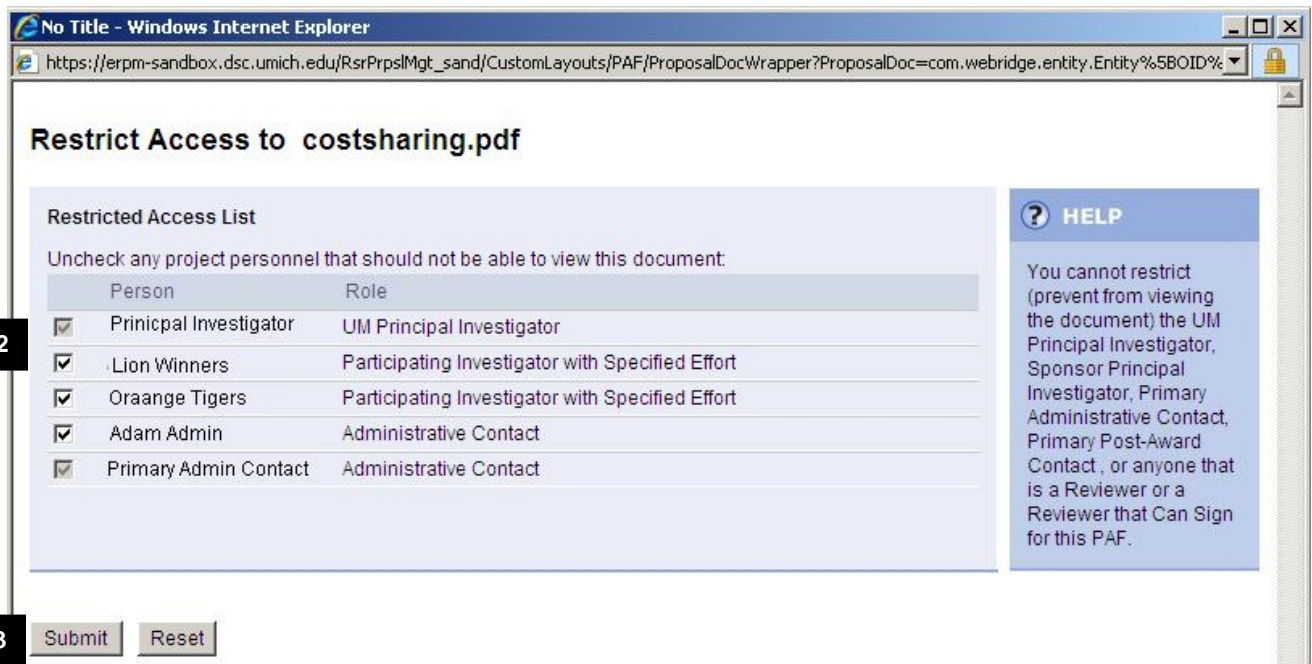 No Title - Windows Internet Explorer
https://erpm-sandbox.dsc.umich.edu/RsrPrpslMgt_sand/CustomLayouts/PAF/ProposalDocWrapper?ProposalDoc=com.webridge.entity.Entity%5BOID%
Restrict Access to costsharing.pdf
Restricted Access List
Uncheck any project personnel that should not be able to view this document:
Person Role
Prinicpal Investigator UM Principal Investigator
2
Lion Winners Participating Investigator with Specified Effort
Oraange Tigers Participating Investigator with Specified Effort
Adam Admin Administrative Contact
Primary Admin Contact Administrative Contact
? HELP
You cannot restrict
(prevent from viewing
the document) the UM
Principal Investigator,
Sponsor Principal
Investigator, Primary
Administrative Contact,
Primary Post-Award
Contact , or anyone that
is a Reviewer or a
Reviewer that Can Sign
for this PAF.
3 Submit Reset